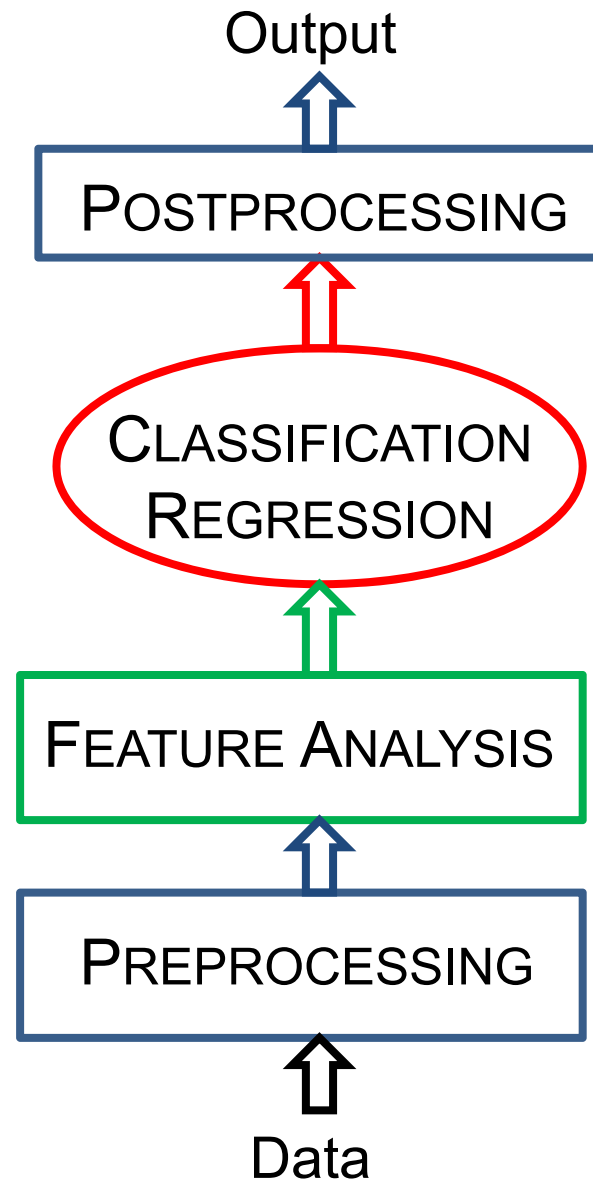 Output
POSTPROCESSING
CLASSIFICATION
REGRESSION
FEATURE ANALYSIS
PREPROCESSING
Data